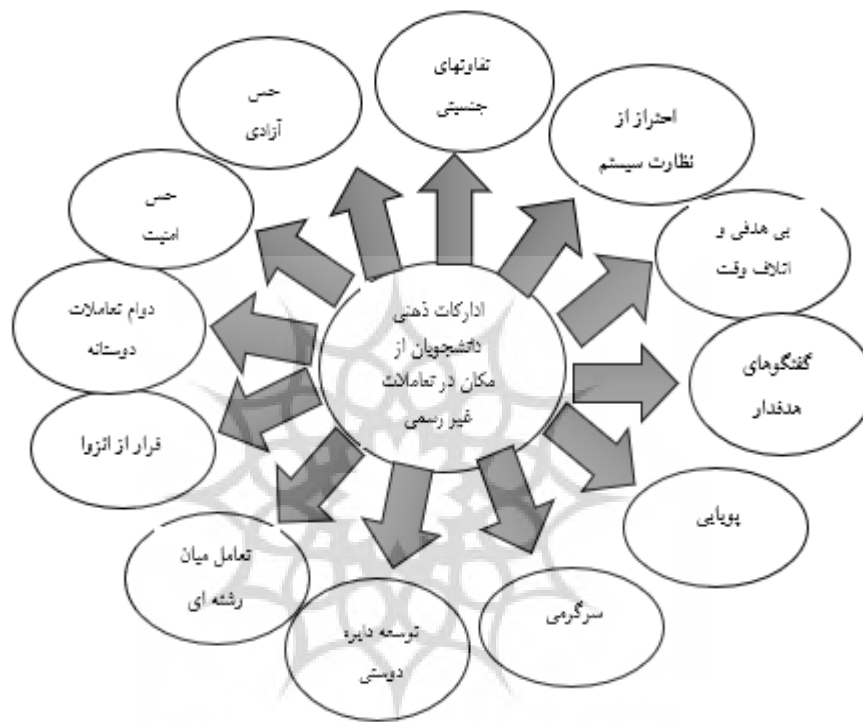 تفاوتهای
جنسیتی
احتراز از
نظارت سیستم
بی هدفی و
اتلاف وقت
گفتگوهای
هدفدار
پویایی
سرگرمی
توسعه دایره
دوستی
تعامل میان
رشته ای
فرار از انزوا
دوام تعاملات
دوستانه
حس
امنیت
حس
آزادی
ادارکات ذهنی
دانشجویان از
مکان در تعاملات
غیر رسمی